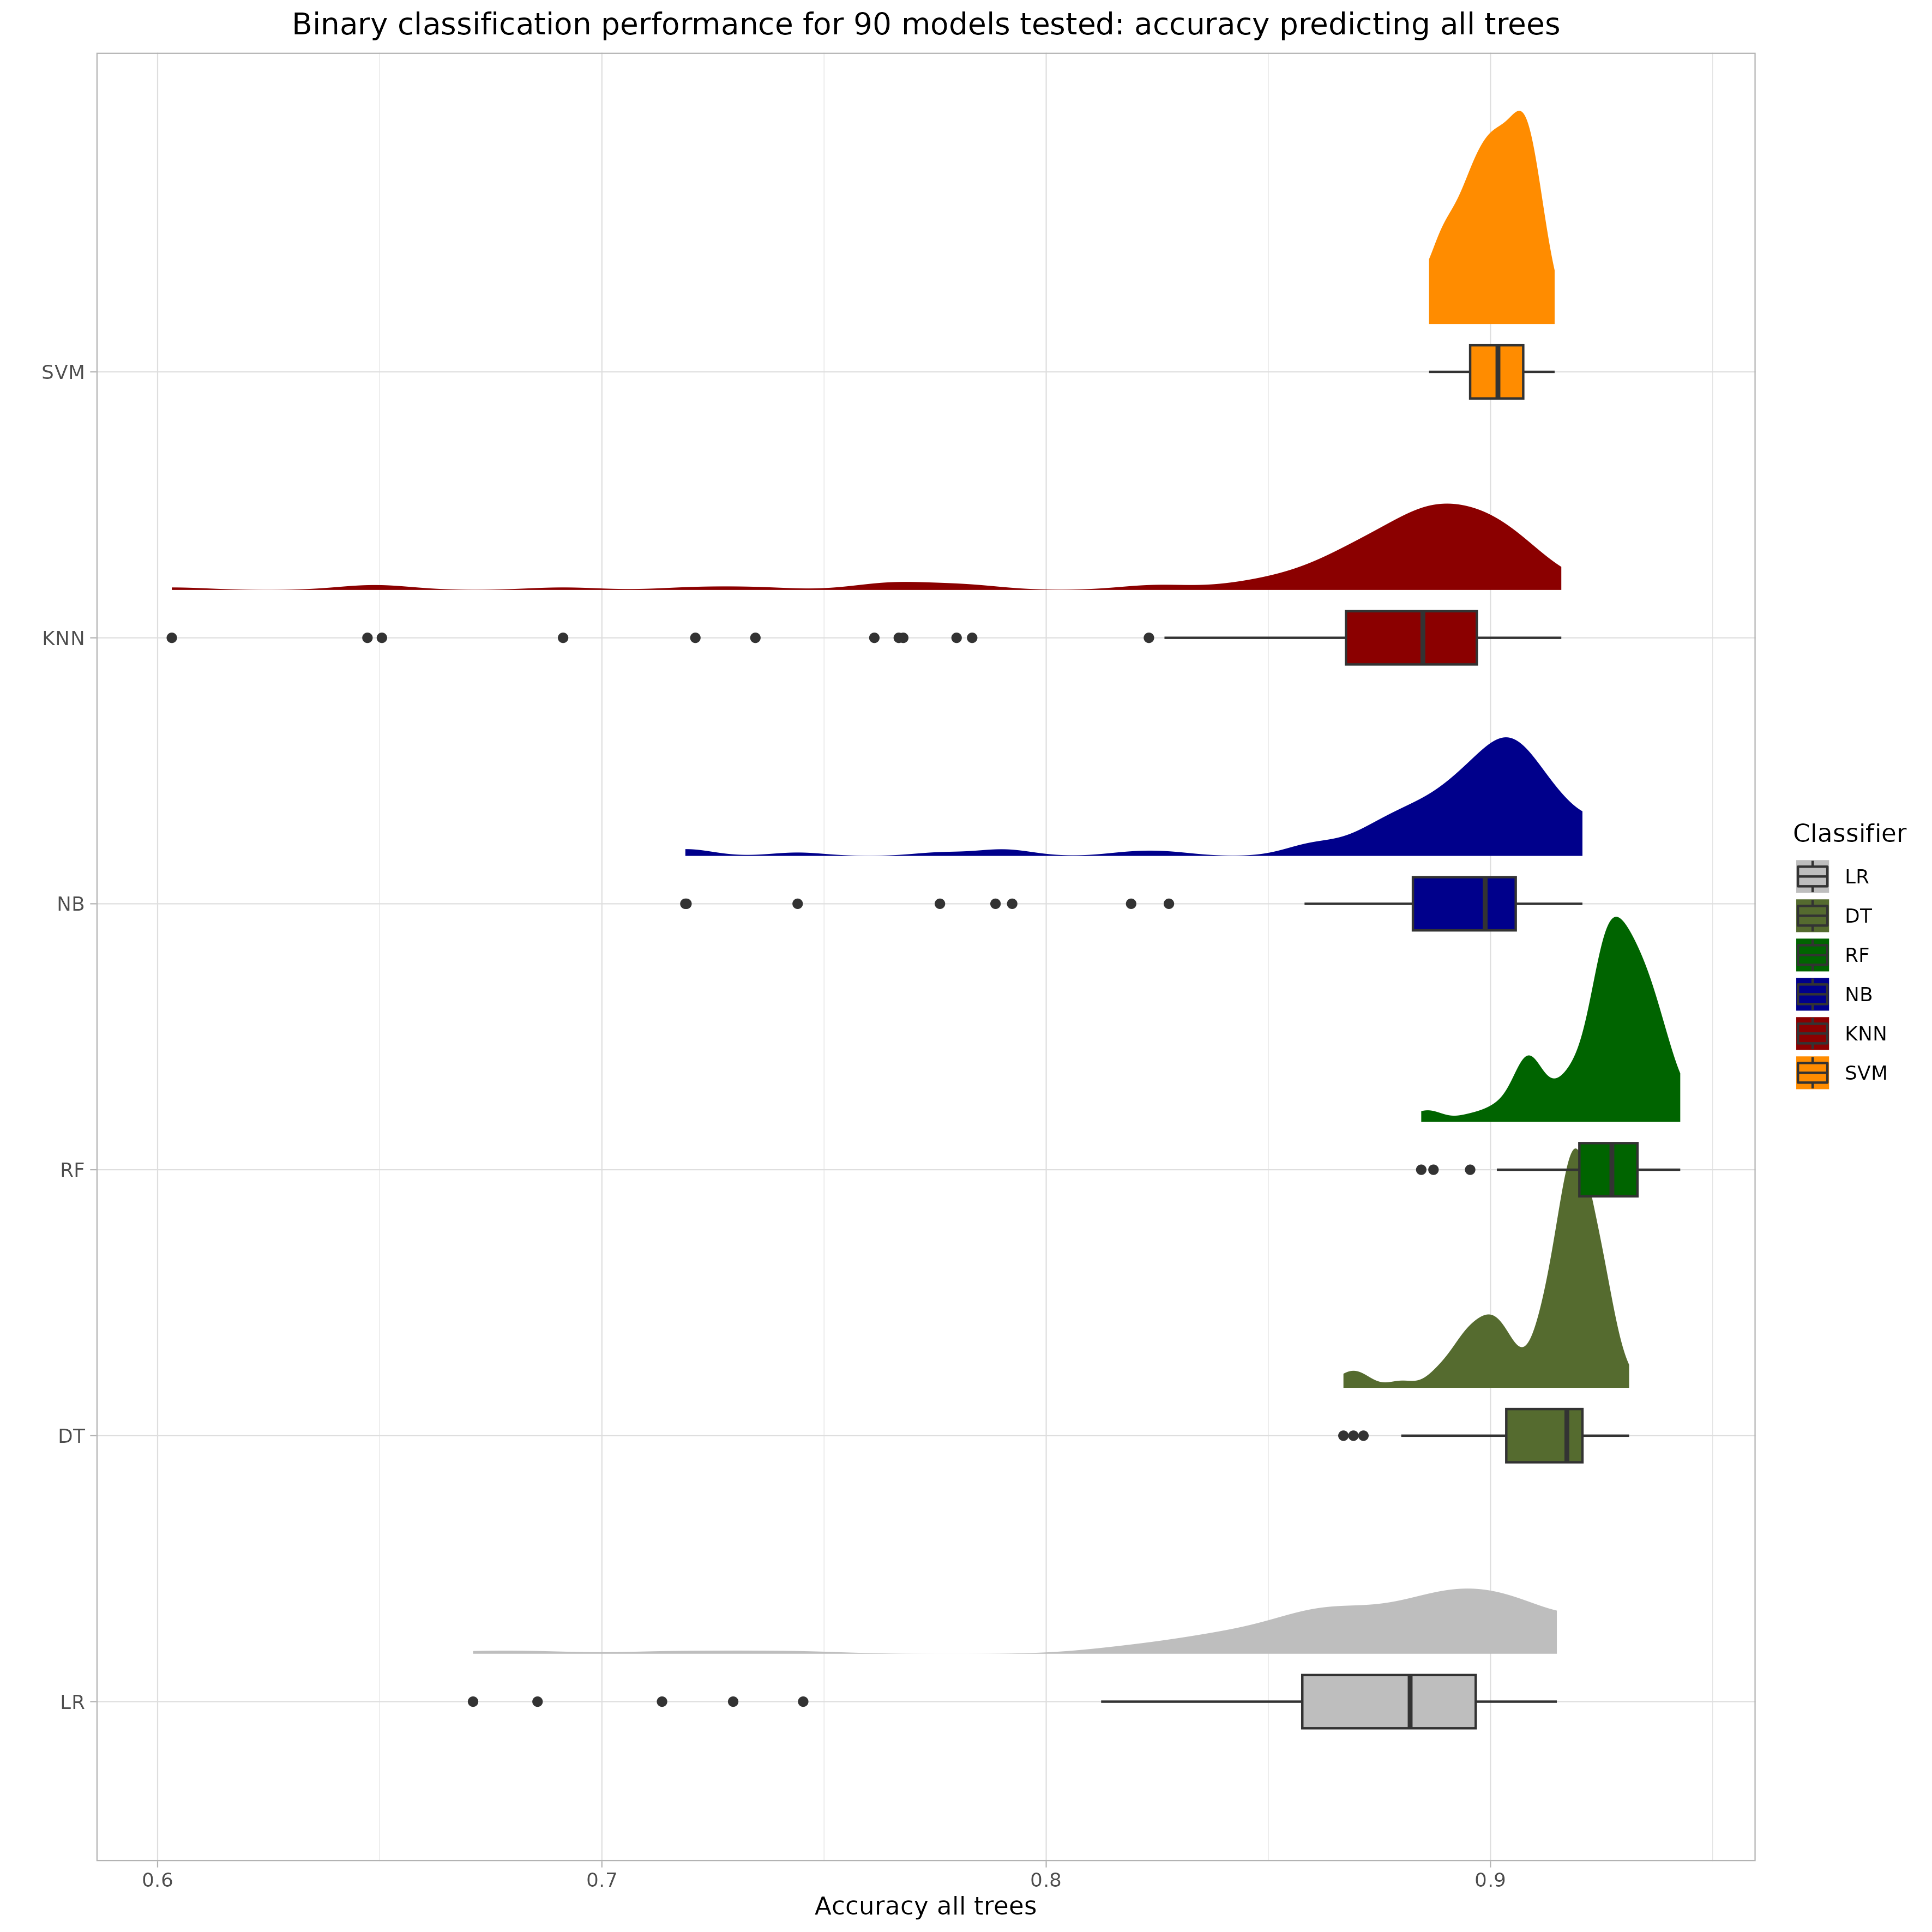 Binary classification performance for 90 models tested: accuracy predicting all trees
SVM
KNN
NB
RF
DT
LR
0.6 0.7 0.8 0.9
Accuracy all trees
Classifier
LR
DT
RF
NB
KNN
SVM